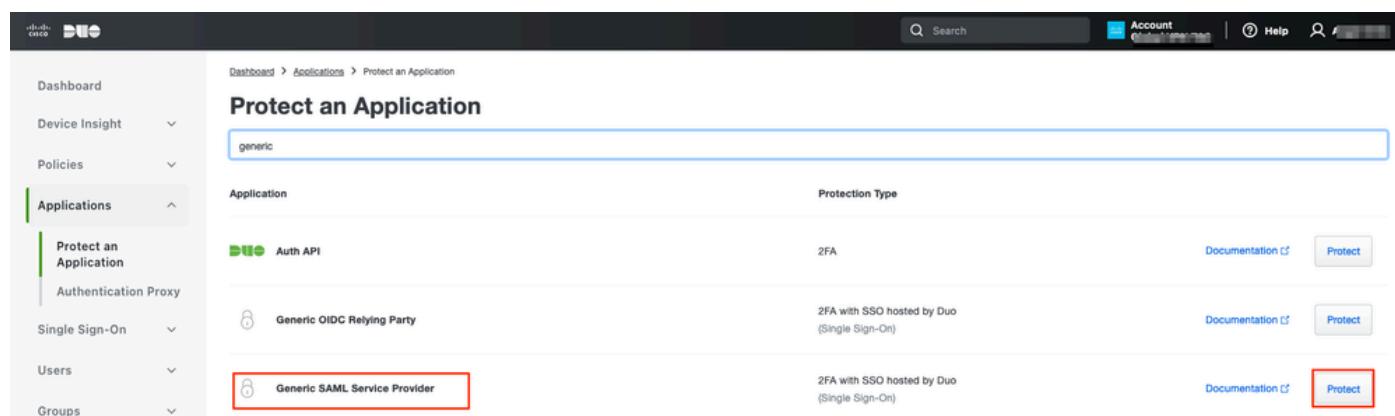 cisco DUO
Search
Account
Help
Dashboard
Device Insight
Policies
Applications
Protect an
Application
Authentication Proxy
Single Sign-On
Users
Groups
Dashboard > Applications > Protect an Application
Protect an Application
generic
Application Protection Type
DUO Auth API 2FA Documentation Protect
Generic OIDC Relying Party 2FA with SSO hosted by Duo Documentation Protect
(Single Sign-On)
Generic SAML Service Provider 2FA with SSO hosted by Duo Documentation Protect
(Single Sign-On)